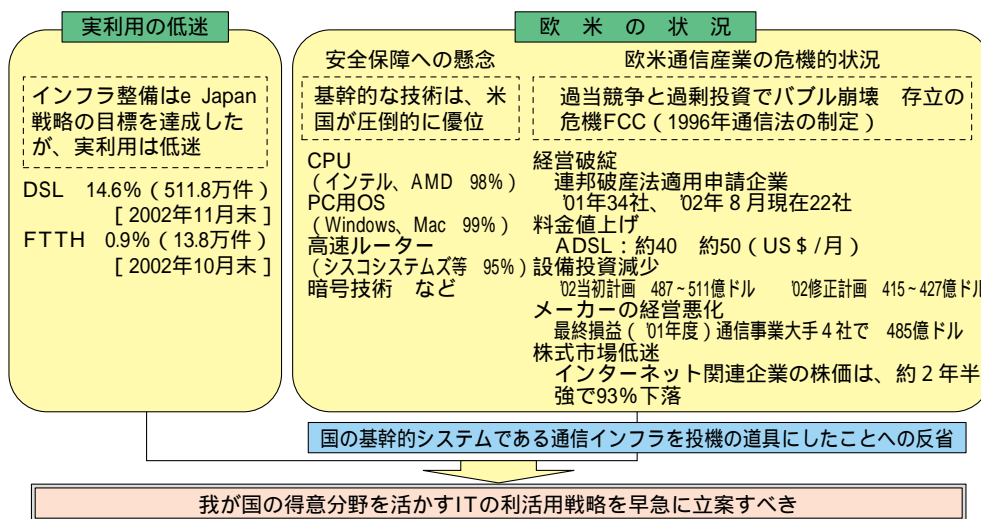 実利用の低迷
インフラ整備はe Japan
戦略の目標を達成した
が、実利用は低迷
DSL 14.6%(511.8万件)
[ 2002年11月末 ]
FTTH 0.9%(13.8万件)
[ 2002年10月末 ]
欧米の状況
安全保障への懸念
基幹的な技術は、米
国が圧倒的に優位
CPU
(インテル、AMD 98%)
PC用OS
(Windows、Mac 99%)
高速ルーター
(シスコシステムズ等 95%)
暗号技術 など
欧米通信産業の危機的状況
過当競争と過剰投資でバブル崩壊 存立の
危機FCC(1996年通信法の制定)
経営破綻
連邦破産法適用申請企業
'01年34社、'02年8月現在22社
料金値上げ
ADSL:約40 約50(US$/月)
設備投資減少
'02当初計画 487~511億ドル '02修正計画 415~427億ドル
メーカーの経営悪化
最終損益('01年度)通信事業大手4社で 485億ドル
株式市場低迷
インターネット関連企業の株価は、約2年半
強で93%下落
国の基幹的システムである通信インフラを投機の道具にしたことへの反省
我が国の得意分野を活かすITの利活用戦略を早急に立案すべき